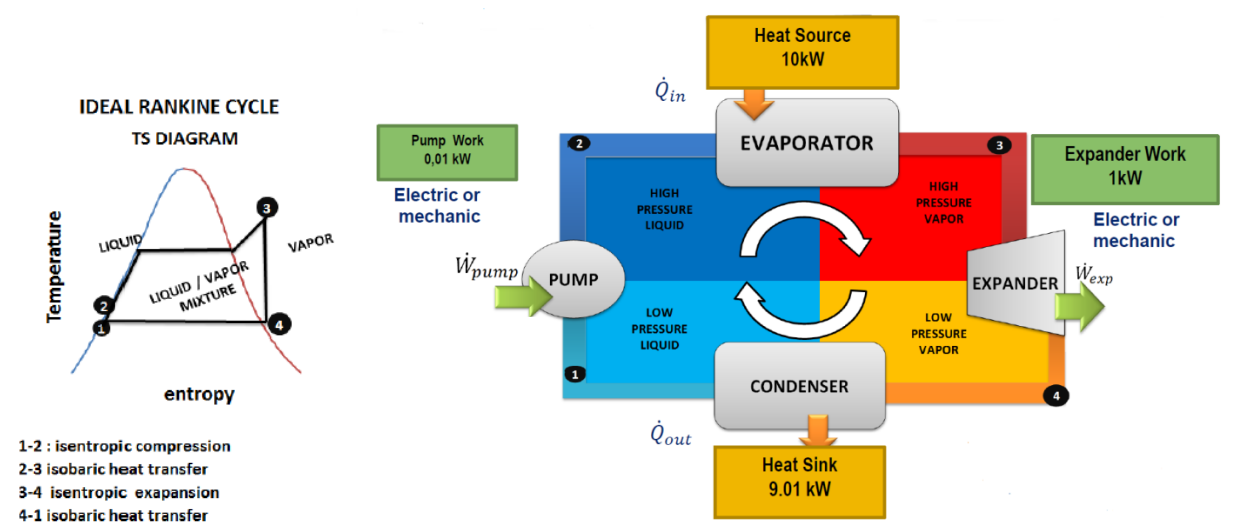 IDEAL RANKINE CYCLE
TS DIAGRAM
Temperature
LIQUID
VAPOR
LIQUID / VAPOR
MIXTURE
1
2
3
4
entropy
1-2 : isentropic compression
2-3 isobaric heat transfer
3-4 isentropic exapansion
4-1 isobaric heat transfer
Heat Source
10kW
Q̇in
EVAPORATOR
Pump Work
0,01 kW
Electric or
mechanic
Ẇpump
PUMP
2
3
HIGH
PRESSURE
LIQUID
HIGH
PRESSURE
VAPOR
Expander Work
1kW
Electric or
mechanic
EXPANDER
Ẇexp
LOW
PRESSURE
LIQUID
LOW
PRESSURE
VAPOR
1
4
CONDENSER
Q̇out
Heat Sink
9.01 kW